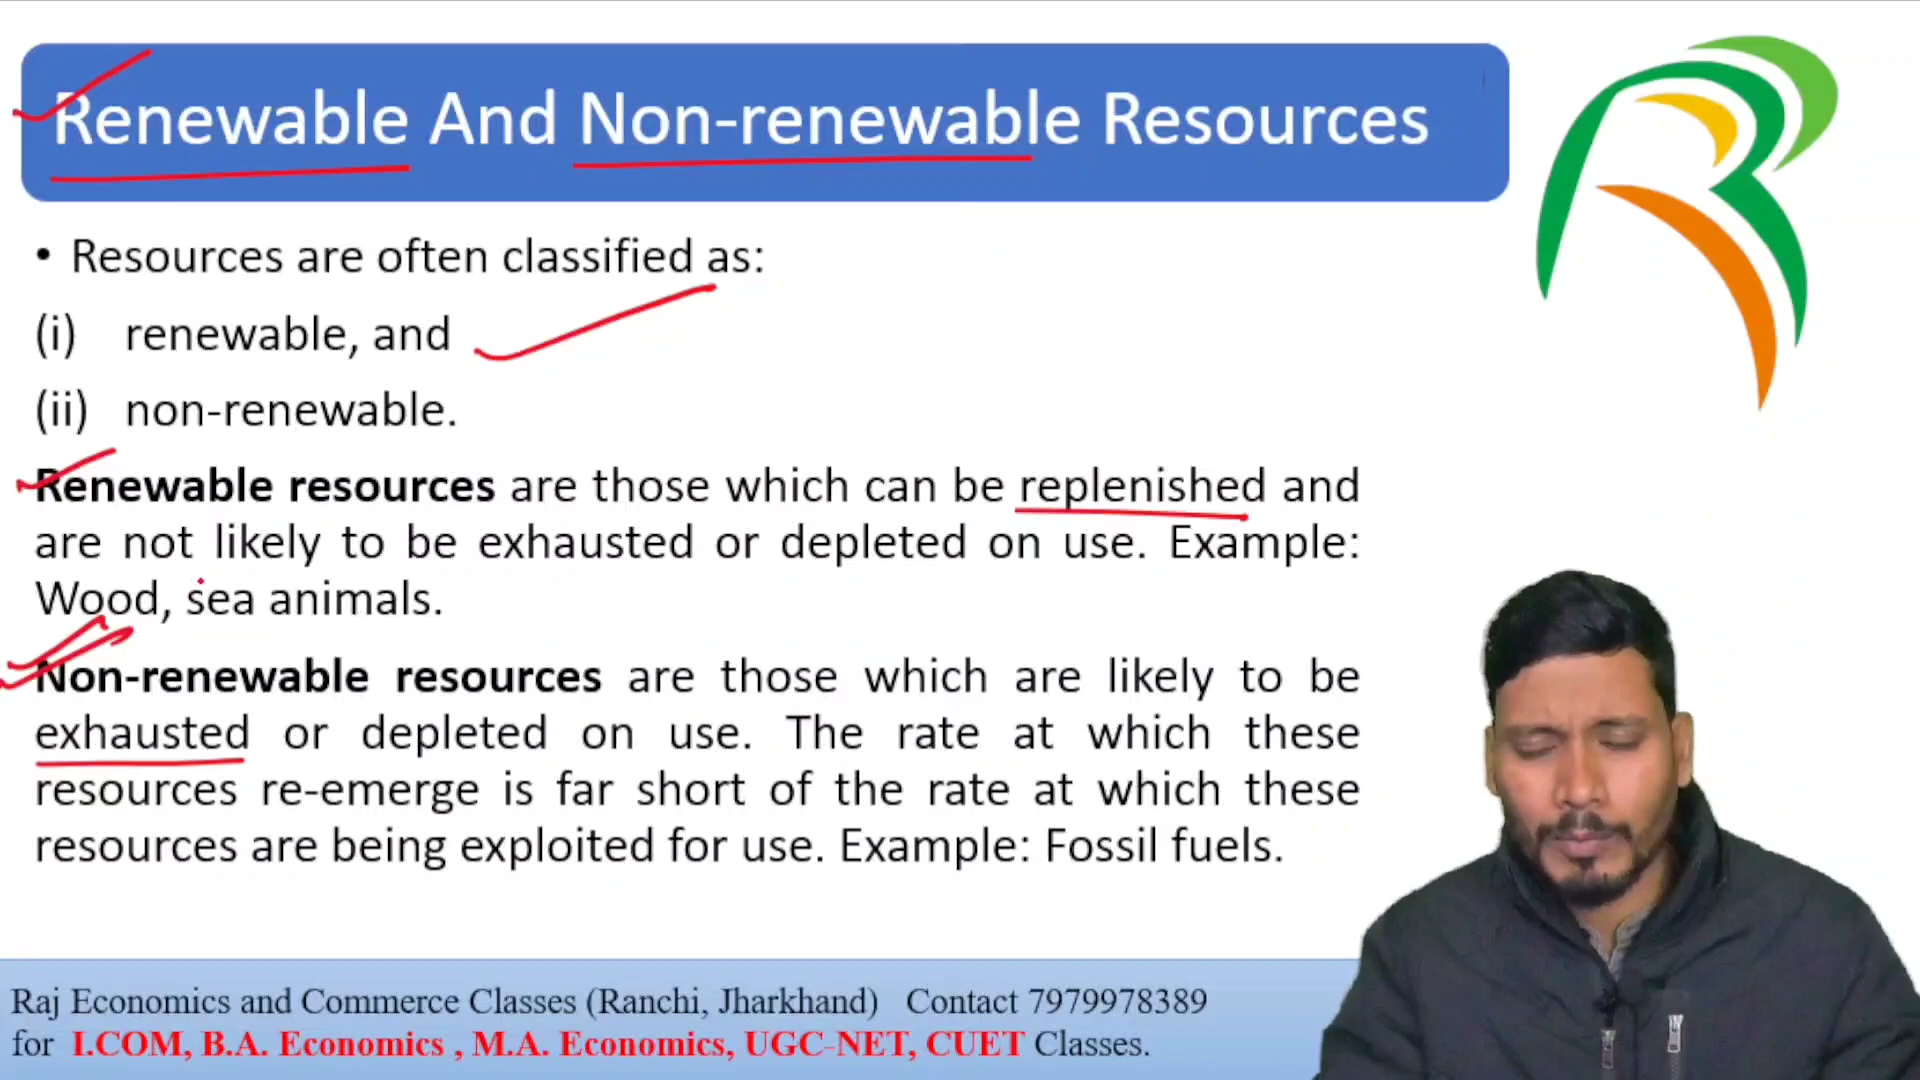 Renewable And Non-renewable Resources
• Resources are often classified as:
(i) renewable, and
(ii) non-renewable.
Renewable resources are those which can be replenished and
are not likely to be exhausted or depleted on use. Example:
Wood, sea animals.
Non-renewable resources are those which are likely to be
exhausted or depleted on use. The rate at which these
resources re-emerge is far short of the rate at which these
resources are being exploited for use. Example: Fossil fuels.
Raj Economics and Commerce Classes (Ranchi, Jharkhand) Contact 7979978389
for I.COM, B.A. Economics , M.A. Economics, UGC-NET, CUET Classes.